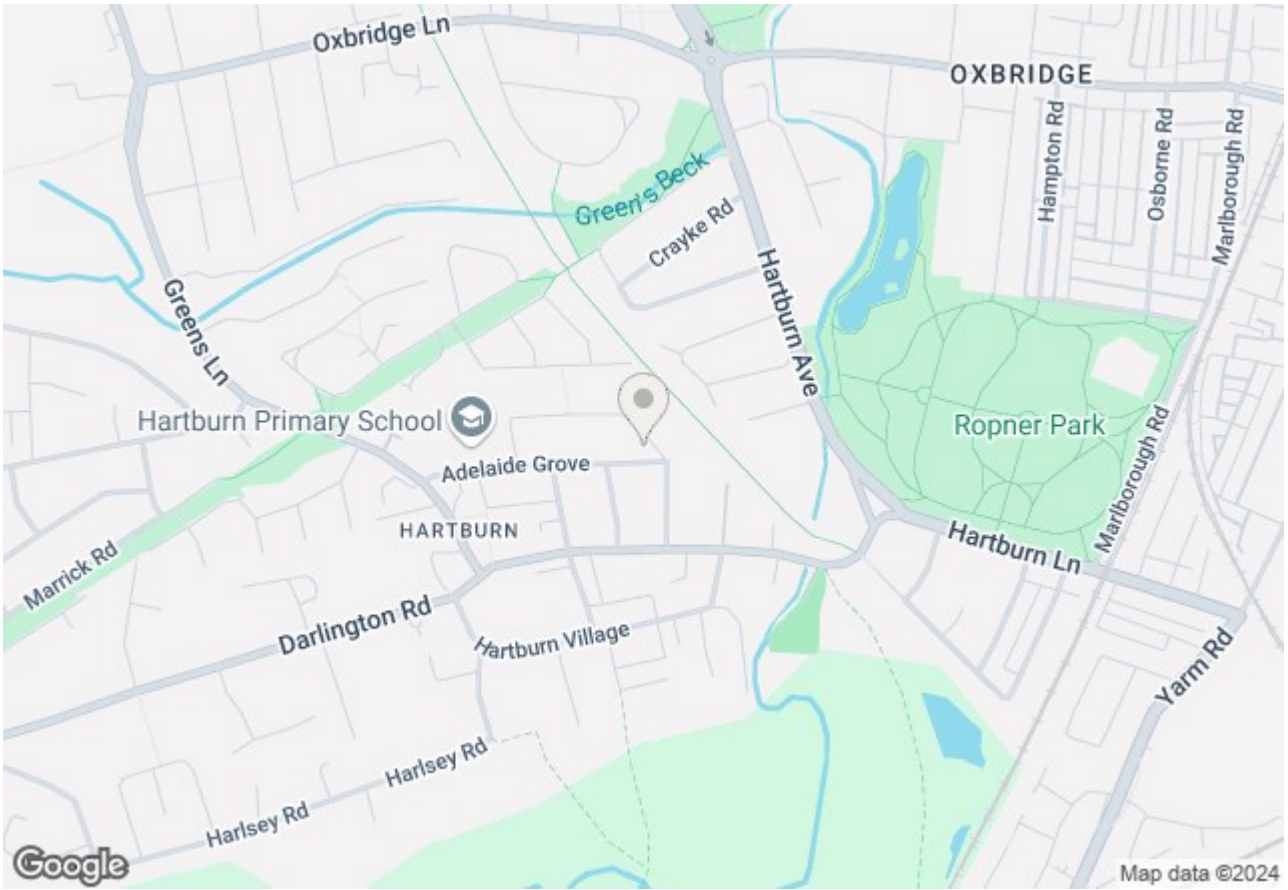 Oxbridge Ln
OXBRIDGE
Hampton Rd
Osborne Rd
Marlborough Rd
Green's Beck
Crayke Rd
Hartburn Ave
Greens Ln
Hartburn Primary School
Ropner Park
Adelaide Grove
Marlborough Rd
HARTBURN
Hartburn Ln
Marrick Rd
Darlington Rd
Hartburn Village
Yarm Rd
Harlsey Rd
Harlsey Rd
Google
Map data ©2024